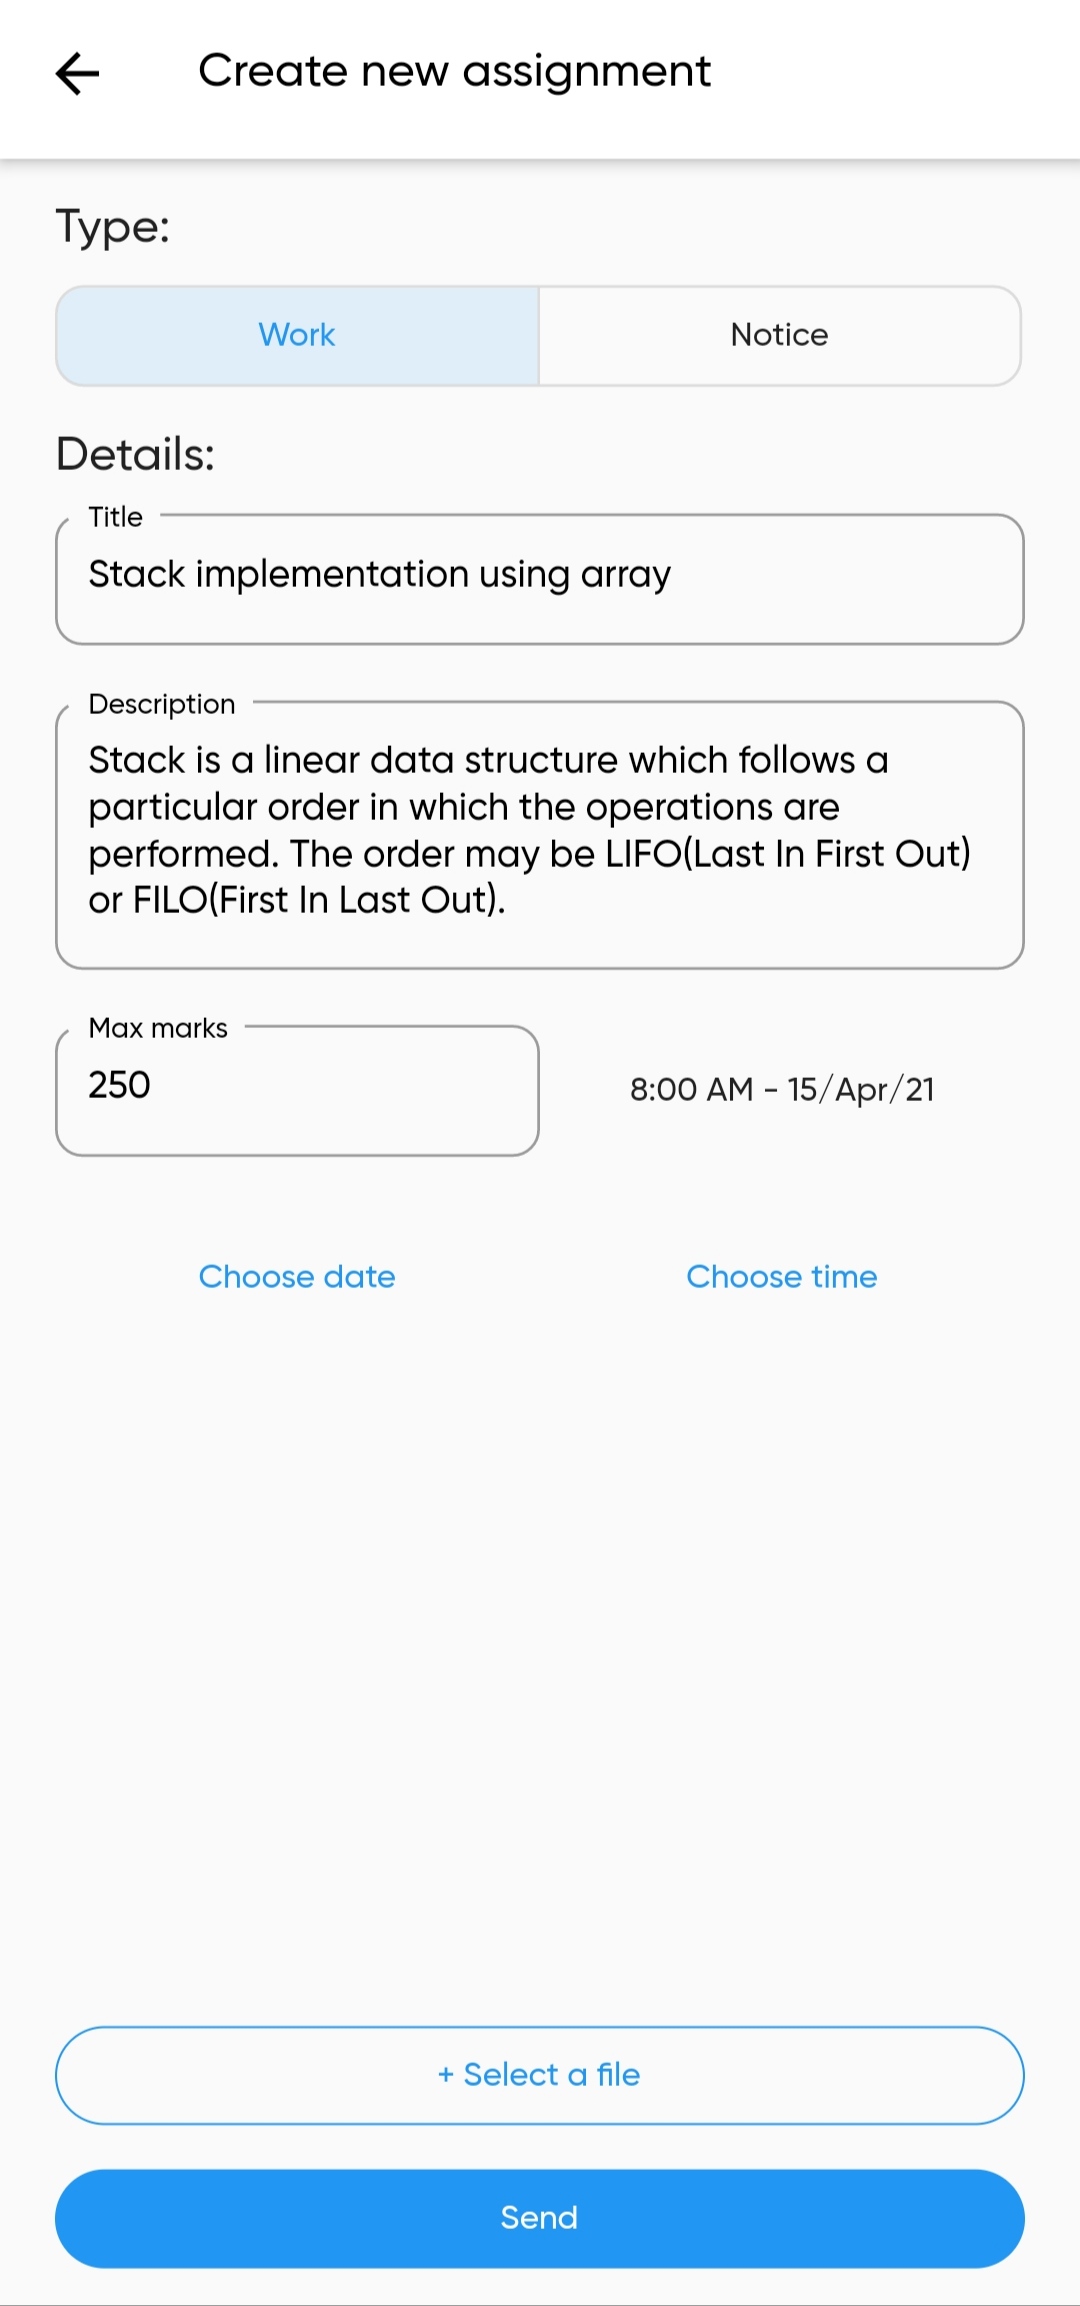 Create new assignment
Type:
Work
Notice
Details:
Title
Stack implementation using array
Description
Stack is a linear data structure which follows a
particular order in which the operations are
performed. The order may be LIFO(Last In First Out)
or FILO(First In Last Out).
Max marks
250
8:00 AM - 15/Apr/21
Choose date
Choose time
+ Select a file
Send